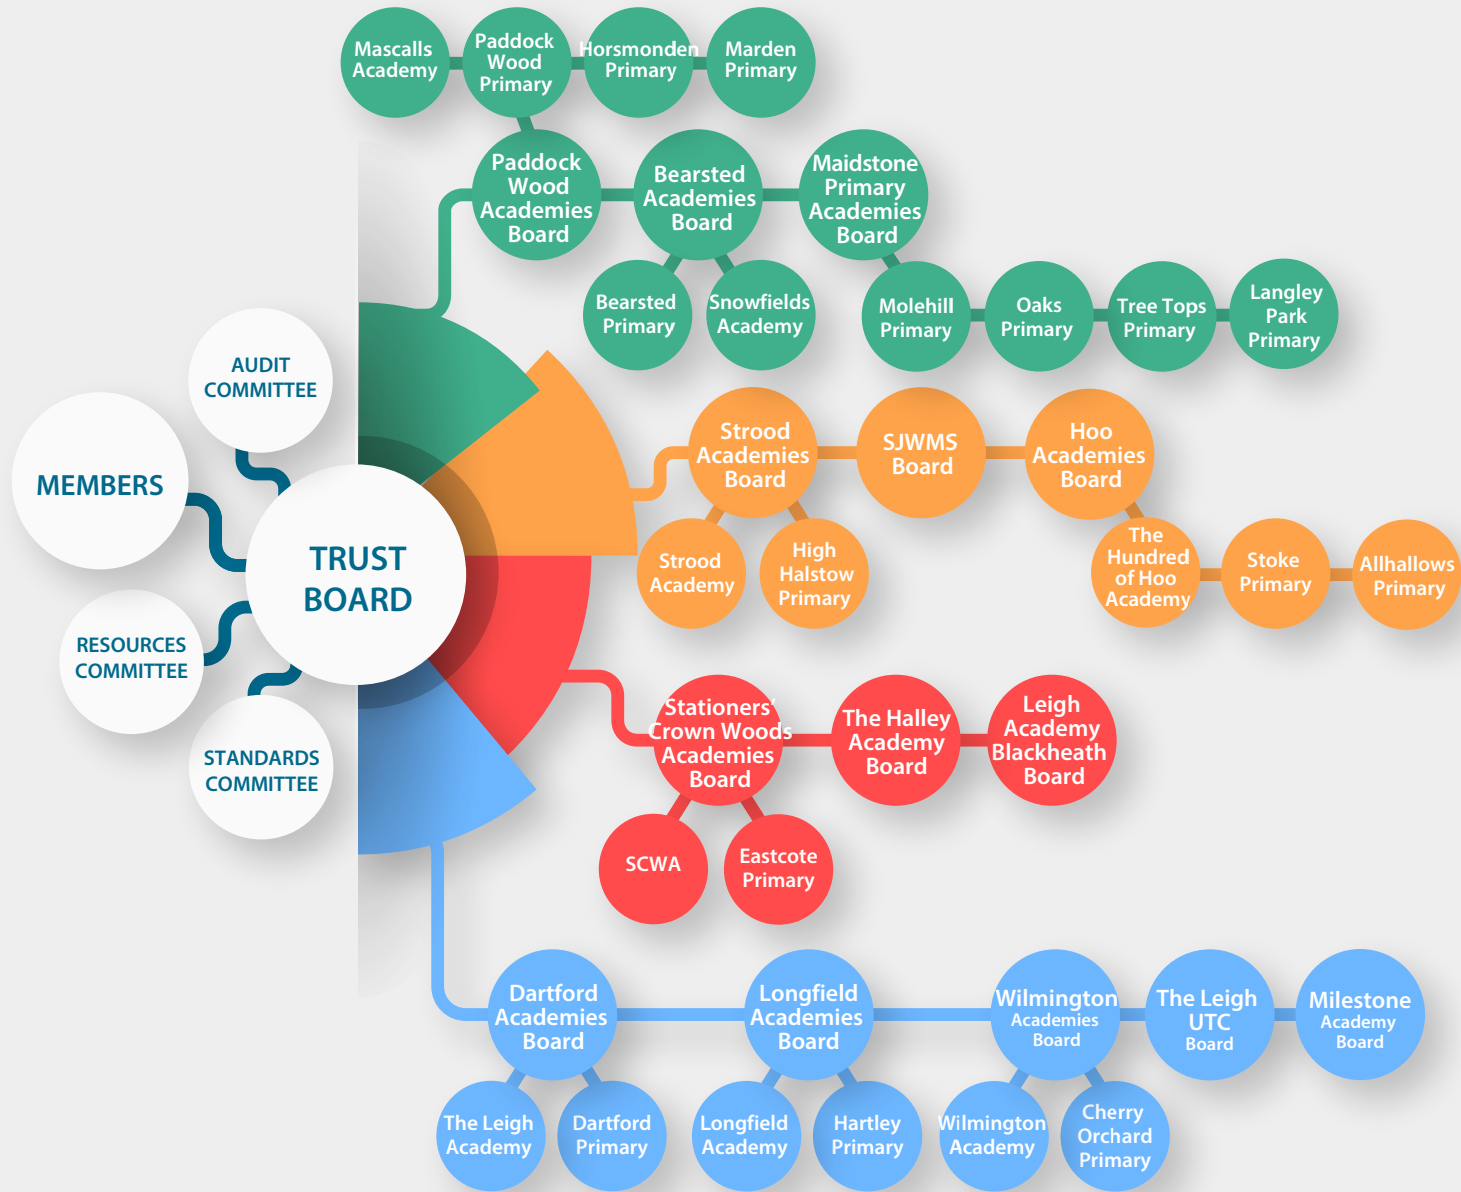 Mascalls
Academy
Paddock
Wood
Primary
Horsmonden
Primary
Marden
Primary
Paddock
Wood
Academies
Board
Bearsted
Academies
Board
Maidstone
Primary
Academies
Board
Bearsted
Primary
Snowfields
Academy
Molehill
Primary
Oaks
Primary
Tree Tops
Primary
Langley
Park
Primary
AUDIT
COMMITTEE
MEMBERS
TRUST
BOARD
RESOURCES
COMMITTEE
STANDARDS
COMMITTEE
Strood
Academies
Board
SJWMS
Board
Hoo
Academies
Board
Strood
Academy
High
Halstow
Primary
The
Hundred
of Hoo
Academy
Stoke
Primary
Allhallows
Primary
Stationers'
Crown Woods
Academies
Board
The Halley
Academy
Board
Leigh
Academy
Blackheath
Board
SCWA
Eastcote
Primary
Dartford
Academies
Board
Longfield
Academies
Board
Wilmington
Academies
Board
The Leigh
UTC
Board
Milestone
Academy
Board
The Leigh
Academy
Dartford
Primary
Longfield
Academy
Hartley
Primary
Wilmington
Academy
Cherry
Orchard
Primary